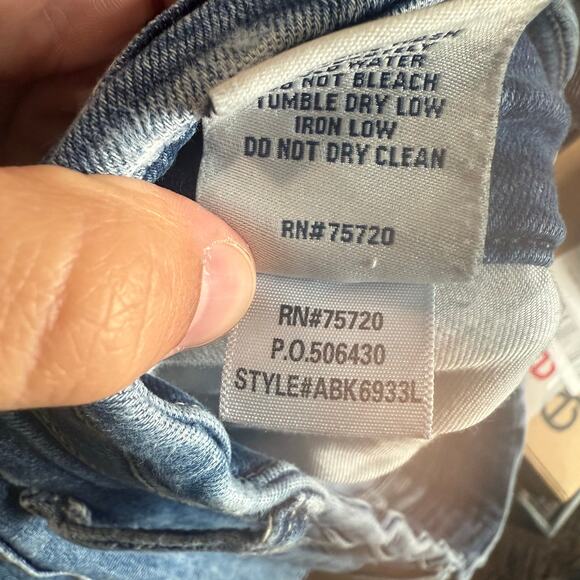 WATER
NOT BLEACH
TUMBLE DRY LOW
IRON LOW
DO NOT DRY CLEAN
RN#75720
RN#75720
P.O.506430
STYLE#ABK6933L